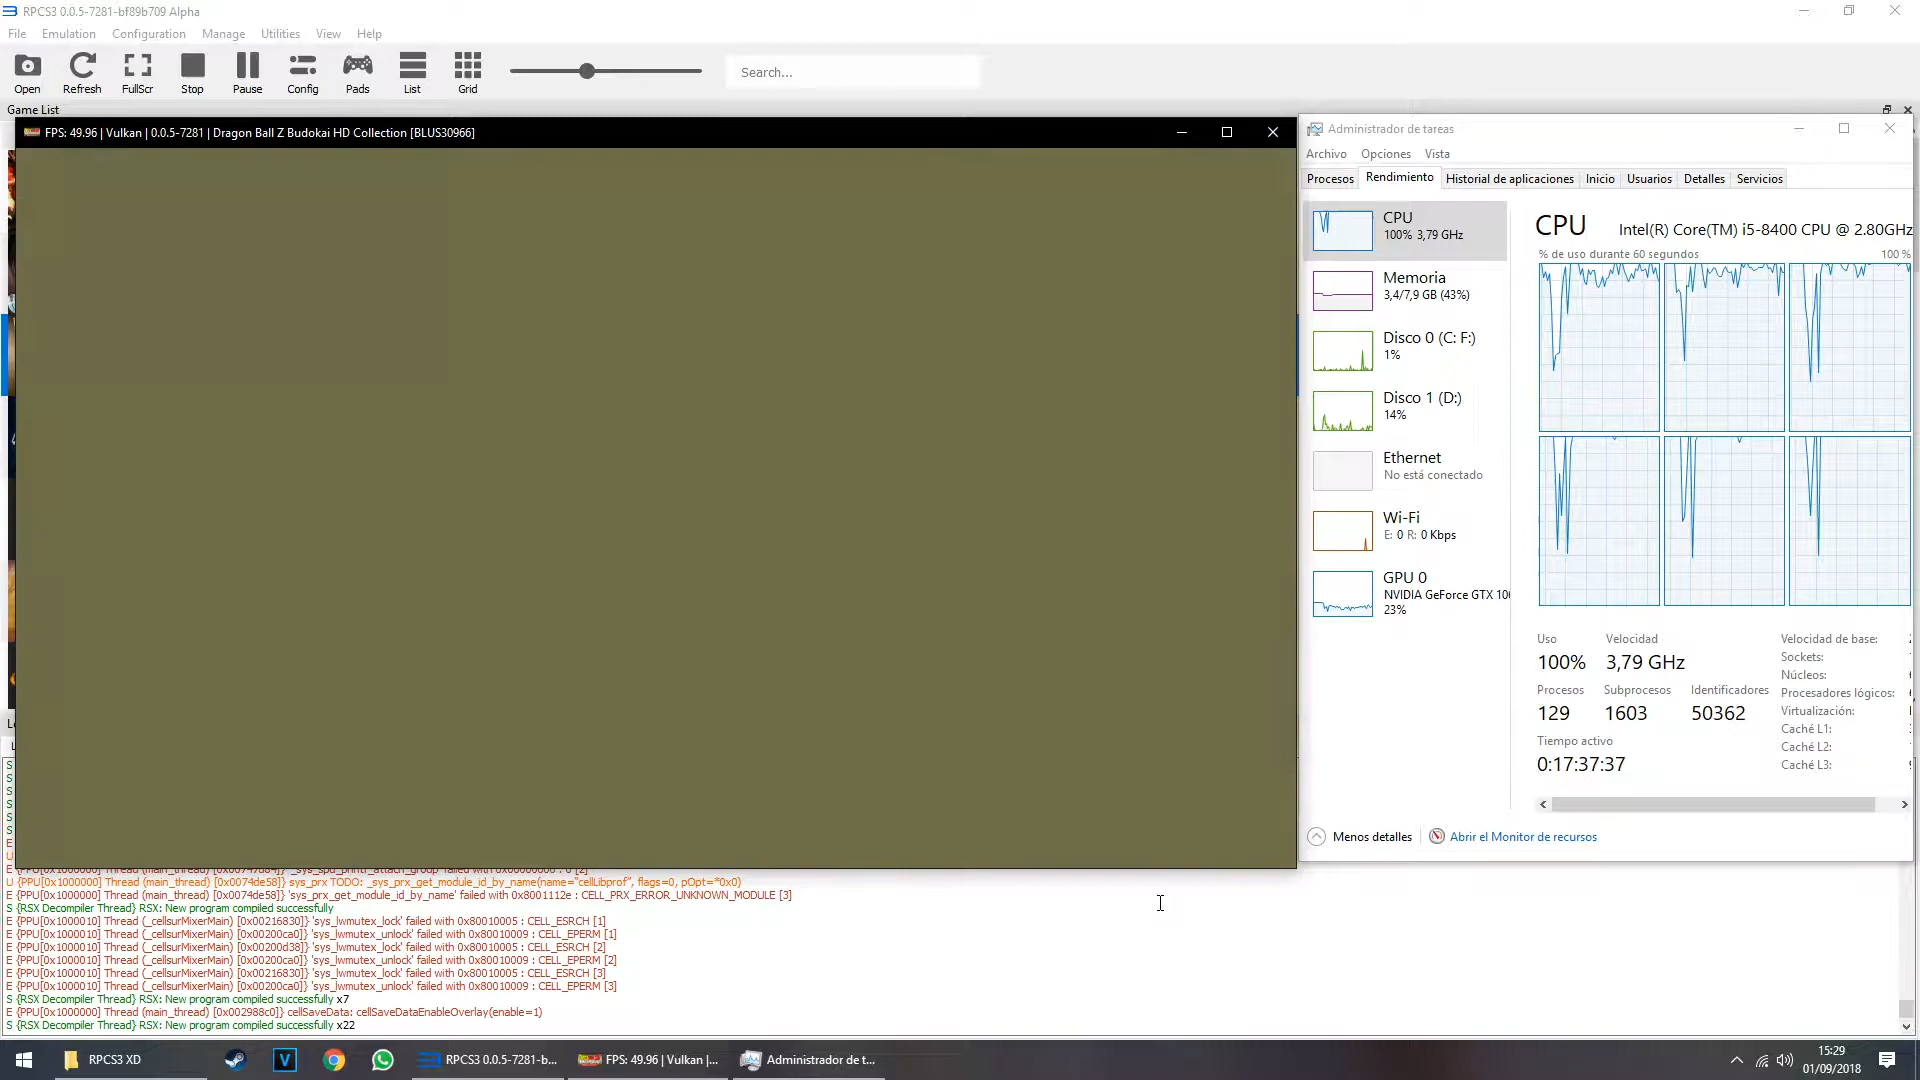 RPCS3 0.0.5-7281-bf89b709 Alpha
File Emulation Configuration Manage Utilities View Help
Open Refresh FullScr Stop Pause Config Pads List Grid
Search...
Game List
FPS: 49.96 | Vulkan | 0.0.5-7281 | Dragon Ball Z Budokai HD Collection [BLUS30966]
Administrador de tareas
Archivo Opciones Vista
Procesos Rendimiento Historial de aplicaciones Inicio Usuarios Detalles Servicios
CPU
100% 3,79 GHz
Memoria
3,4/7,9 GB (43%)
Disco 0 (C: F:)
1%
Disco 1 (D:)
14%
Ethernet
No está conectado
Wi-Fi
E: 0 R: 0 Kbps
GPU 0
NVIDIA GeForce GTX 10
23%
CPU Intel(R) Core(TM) i5-8400 CPU @ 2.80GHz
% de uso durante 60 segundos 100 %
Uso Velocidad
100% 3,79 GHz
Procesos Subprocesos Identificadores
129 1603 50362
Tiempo activo
0:17:37:37
Velocidad de base:
Sockets:
Núcleos:
Procesadores lógicos:
Virtualización:
Caché L1:
Caché L2:
Caché L3:
Menos detalles Abrir el Monitor de recursos
S
S
S
S
S
S
E
U
U {PPU[0x1000000] Thread (main_thread) [0x0074de58]} sys_prx TODO: _sys_prx_get_module_id_by_name(name="cellLibprof", flags=0, pOpt=*0x0)
E {PPU[0x1000000] Thread (main_thread) [0x0074de58]} 'sys_prx_get_module_id_by_name' failed with 0x8001112e : CELL_PRX_ERROR_UNKNOWN_MODULE [3]
S {RSX Decompiler Thread} RSX: New program compiled successfully
E {PPU[0x1000010] Thread (_cellsurMixerMain) [0x00216830]} 'sys_lwmutex_lock' failed with 0x80010005 : CELL_ESRCH [1]
E {PPU[0x1000010] Thread (_cellsurMixerMain) [0x00200ca0]} 'sys_lwmutex_unlock' failed with 0x80010009 : CELL_EPERM [1]
E {PPU[0x1000010] Thread (_cellsurMixerMain) [0x00200d38]} 'sys_lwmutex_lock' failed with 0x80010005 : CELL_ESRCH [2]
E {PPU[0x1000010] Thread (_cellsurMixerMain) [0x00200ca0]} 'sys_lwmutex_unlock' failed with 0x80010009 : CELL_EPERM [2]
E {PPU[0x1000010] Thread (_cellsurMixerMain) [0x00216830]} 'sys_lwmutex_lock' failed with 0x80010005 : CELL_ESRCH [3]
E {PPU[0x1000010] Thread (_cellsurMixerMain) [0x00200ca0]} 'sys_lwmutex_unlock' failed with 0x80010009 : CELL_EPERM [3]
S {RSX Decompiler Thread} RSX: New program compiled successfully x7
E {PPU[0x1000000] Thread (main_thread) [0x002988c0]} cellSaveData: cellSaveDataEnableOverlay(enable=1)
S {RSX Decompiler Thread} RSX: New program compiled successfully x22
RPCS3 XD V RPCS3 0.0.5-7281-b... FPS: 49.96 | Vulkan |... Administrador de t...
15:29
01/09/2018